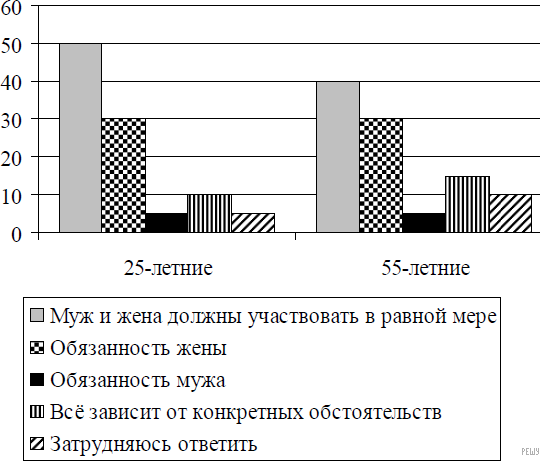 60
50
40
30
20
10
0
25-летние
55-летние
Муж и жена должны участвовать в равной мере
Обязанность жены
Обязанность мужа
Всё зависит от конкретных обстоятельств
Затрудняюсь ответить
РЕШУ